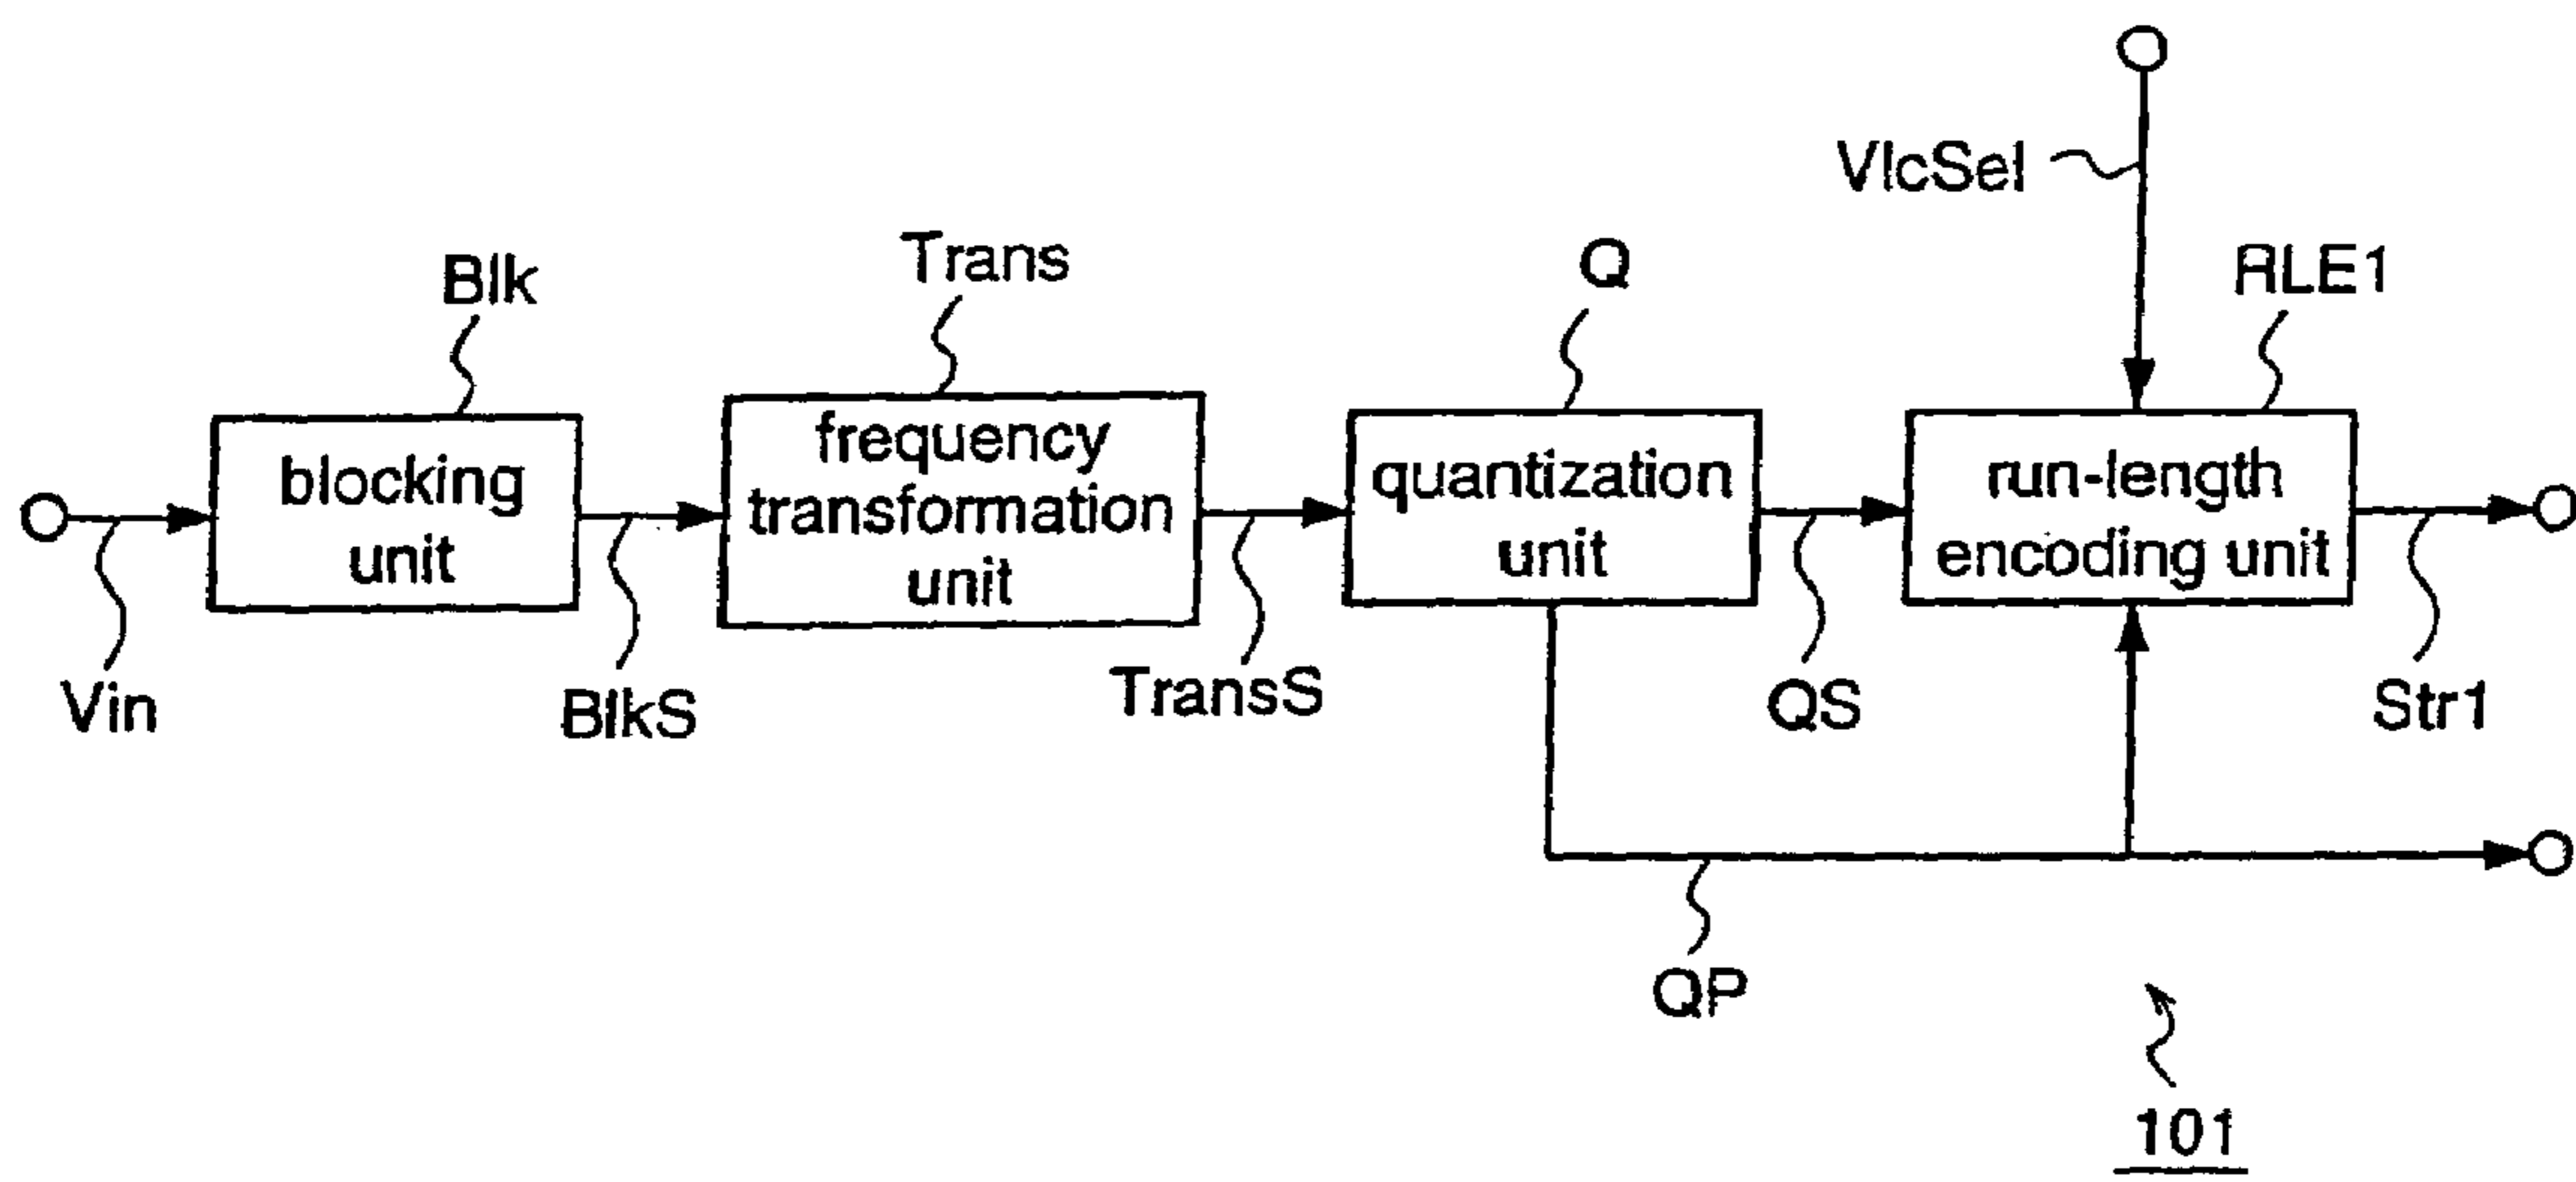 VlcSel
Blk
Trans
Q
RLE1
blocking
unit
frequency
transformation
unit
quantization
unit
run-length
encoding unit
Vin
BlkS
TransS
QS
Str1
QP
101